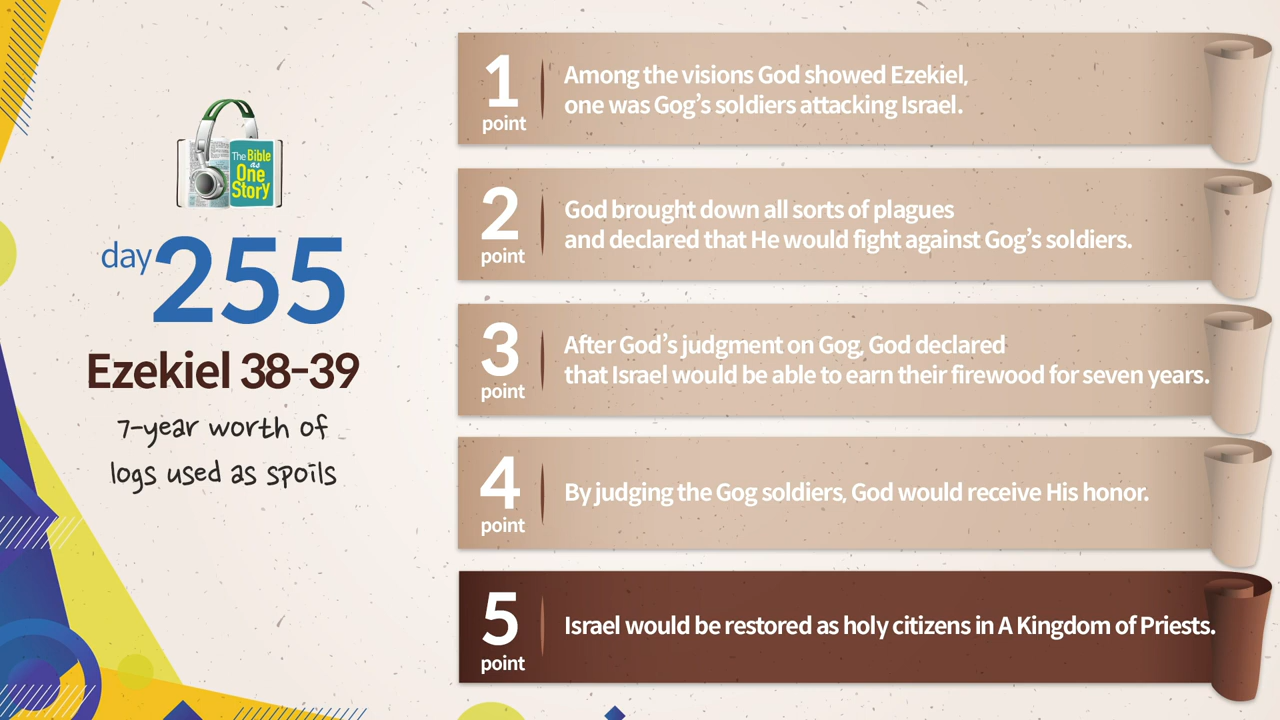 The Bible
as
One
Story
day 255
Ezekiel 38-39
7-year worth of
logs used as spoils
1
point
Among the visions God showed Ezekiel,
one was Gog's soldiers attacking Israel.
2
point
God brought down all sorts of plagues
and declared that He would fight against Gog's soldiers.
3
point
After God's judgment on Gog, God declared
that Israel would be able to earn their firewood for seven years.
4
point
By judging the Gog soldiers, God would receive His honor.
5
point
Israel would be restored as holy citizens in A Kingdom of Priests.